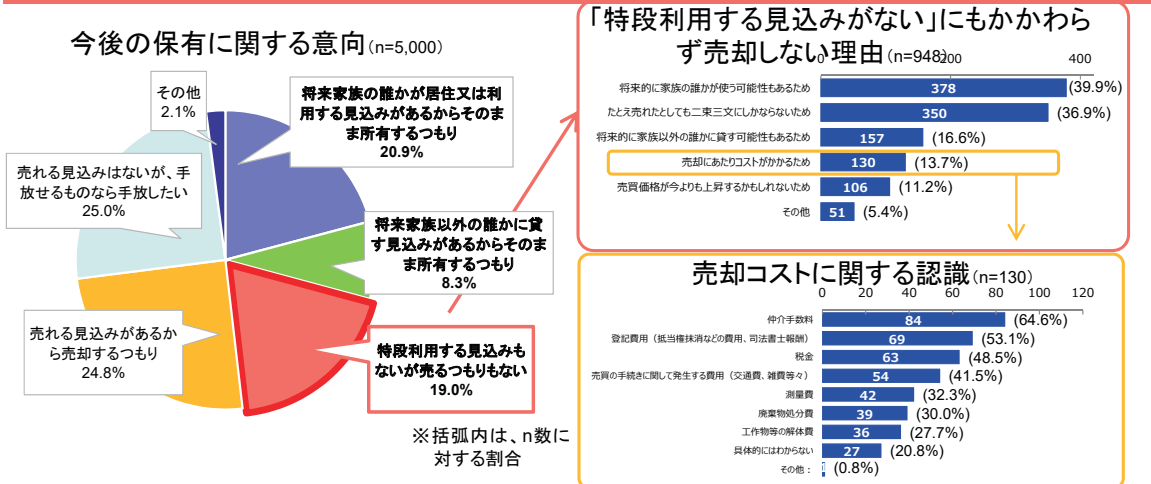 今後の保有に関する意向(n=5,000)
その他
2.1%
将来家族の誰かが居住又は利
用する見込みがあるからそのま
ま所有するつもり
20.9%
売れる見込みはないが、手
放せるものなら手放したい
25.0%
将来家族以外の誰かに貸
す見込みがあるからそのま
ま所有するつもり
8.3%
売れる見込みがあるか
ら売却するつもり
24.8%
特段利用する見込みも
ないが売るつもりもない
19.0%
※括弧内は、n数に
対する割合
「特段利用する見込みがない」にもかかわら
ず売却しない理由(n=948)
0 200 400
将来的に家族の誰かが使う可能性もあるため 378 (39.9%)
たとえ売れたとしても二束三文にしかならないため 350 (36.9%)
将来的に家族以外の誰かに貸す可能性もあるため 157 (16.6%)
売却にあたりコストがかかるため 130 (13.7%)
売買価格が今よりも上昇するかもしれないため 106 (11.2%)
その他 51 (5.4%)
売却コストに関する認識(n=130)
0 20 40 60 80 100 120
仲介手数料 84 (64.6%)
登記費用（抵当権抹消などの費用、司法書士報酬） 69 (53.1%)
税金 63 (48.5%)
売買の手続きに関して発生する費用（交通費、雑費等々） 54 (41.5%)
測量費 42 (32.3%)
廃棄物処分費 39 (30.0%)
工作物等の解体費 36 (27.7%)
具体的にはわからない 27 (20.8%)
その他： 1 (0.8%)